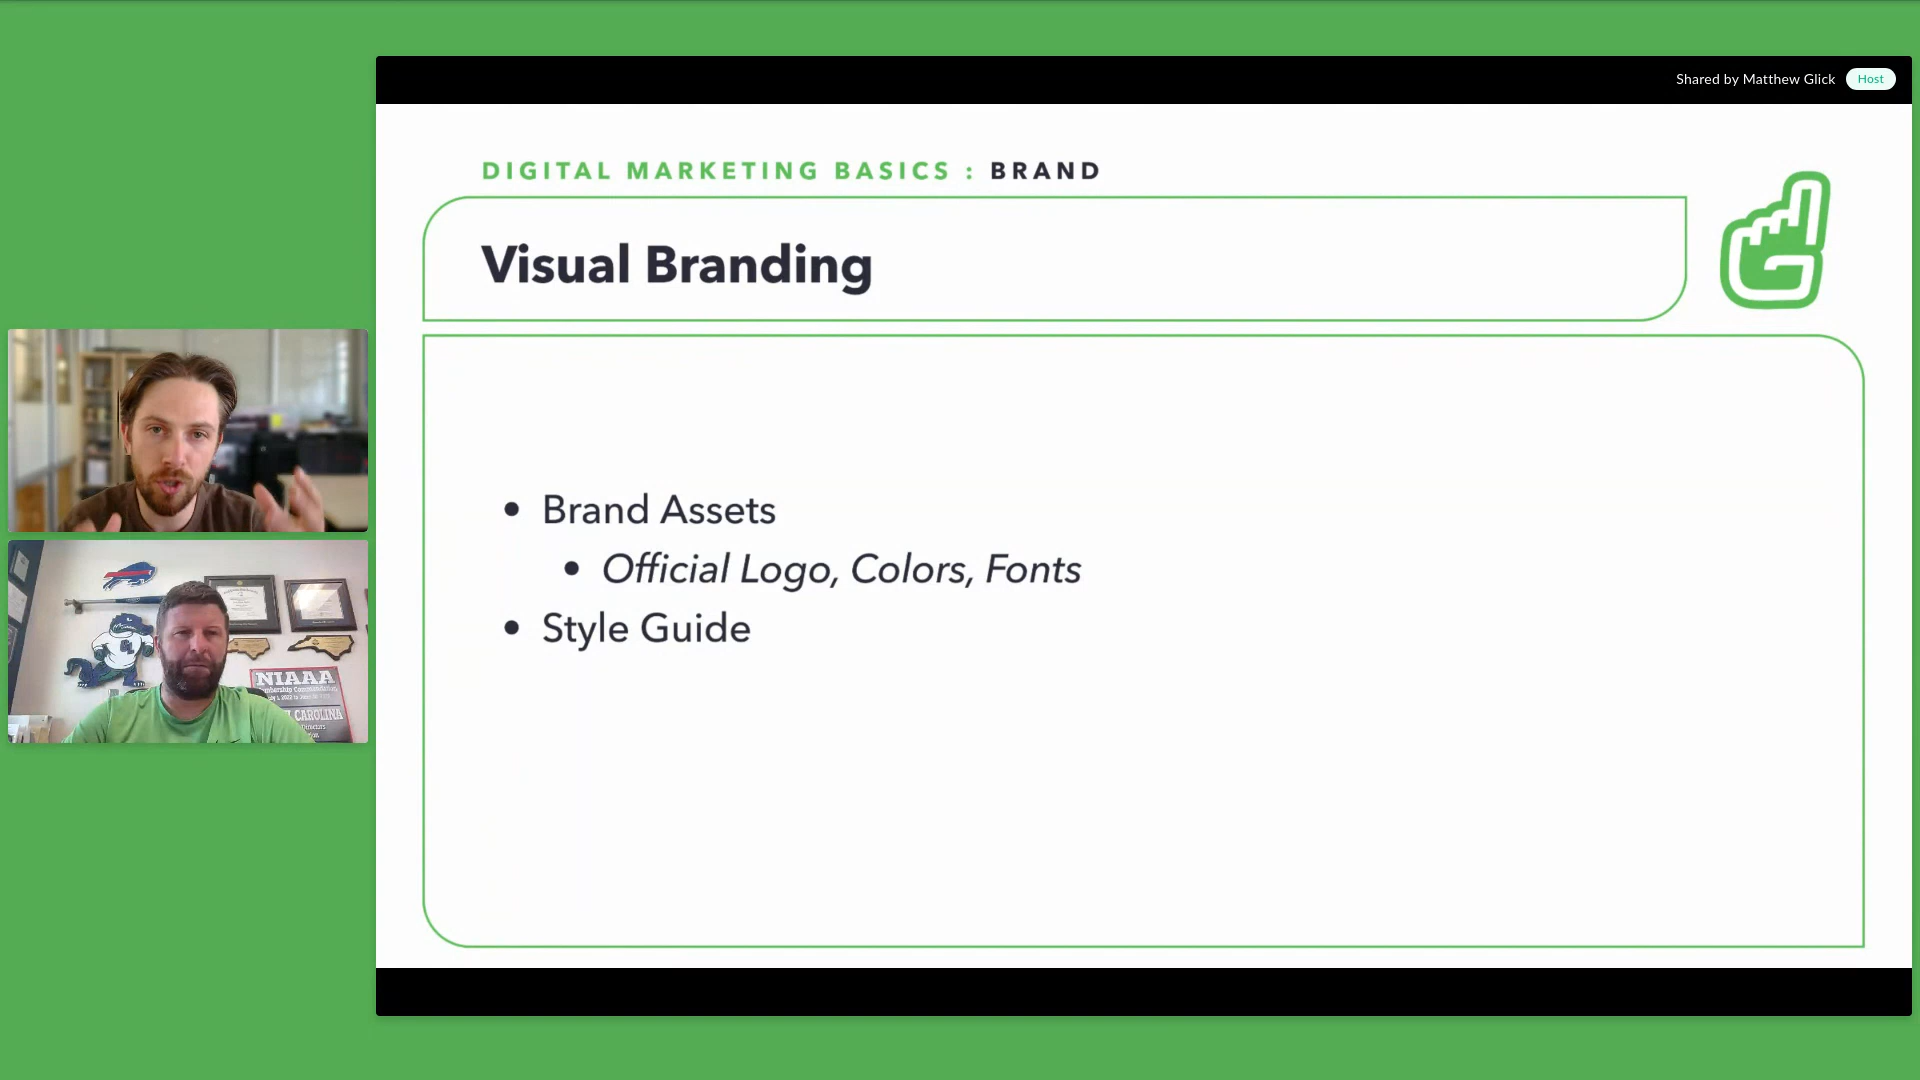 Shared by Matthew Glick Host
DIGITAL MARKETING BASICS : BRAND
Visual Branding
• Brand Assets
• Official Logo, Colors, Fonts
• Style Guide
NIAAA
CAROLINA